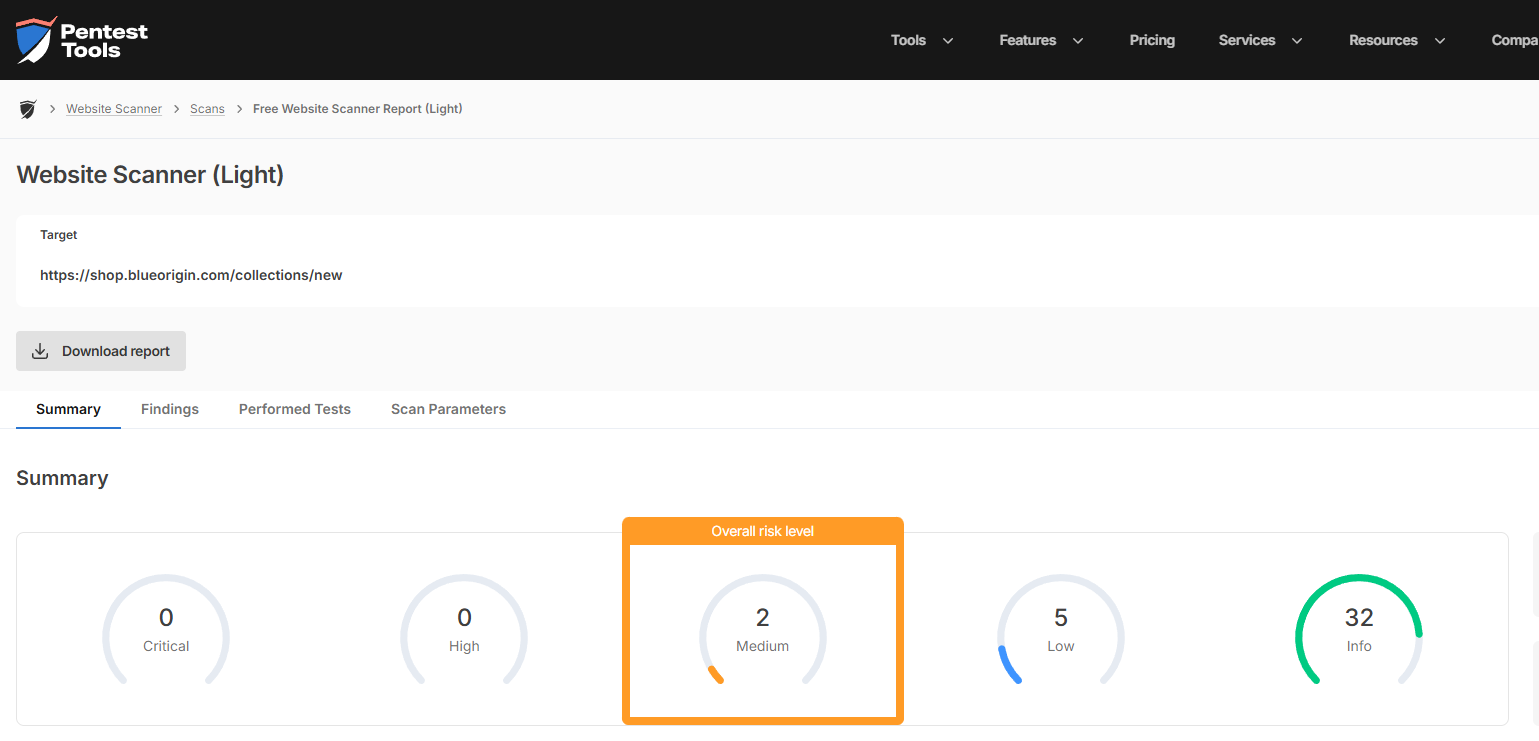 Pentest
Tools
Tools Features Pricing Services Resources Compa
Website Scanner > Scans > Free Website Scanner Report (Light)
Website Scanner (Light)
Target
https://shop.blueorigin.com/collections/new
Download report
Summary Findings Performed Tests Scan Parameters
Summary
Overall risk level
0 0 2 5 32
Critical High Medium Low Info